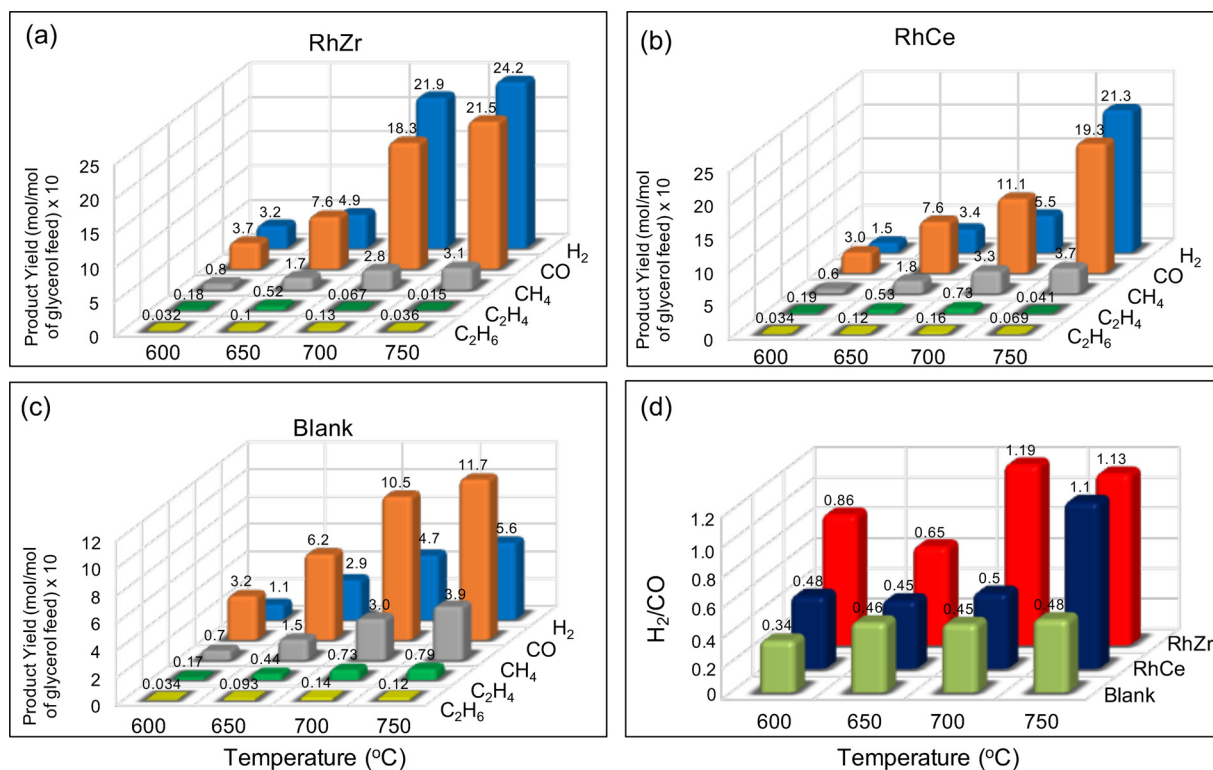 (a)
RhZr
Product Yield (mol/mol
of glycerol feed) x 10
25
20
15
10
5
0
3.2
4.9
21.9
24.2
3.7
7.6
18.3
21.5
0.8
1.7
2.8
3.1
0.18
0.52
0.067
0.015
0.032
0.1
0.13
0.036
H₂
CO
CH₄
C₂H₄
C₂H₆
600 650 700 750
(b)
RhCe
Product Yield (mol/mol
of glycerol feed) x 10
25
20
15
10
5
0
1.5
3.4
5.5
21.3
3.0
7.6
11.1
19.3
0.6
1.8
3.3
3.7
0.19
0.53
0.73
0.041
0.034
0.12
0.16
0.069
H₂
CO
CH₄
C₂H₄
C₂H₆
600 650 700 750
(c)
Blank
Product Yield (mol/mol
of glycerol feed) x 10
12
10
8
6
4
2
0
1.1
2.9
4.7
5.6
3.2
6.2
10.5
11.7
0.7
1.5
3.0
3.9
0.17
0.44
0.73
0.79
0.034
0.093
0.14
0.12
H₂
CO
CH₄
C₂H₄
C₂H₆
600 650 700 750
Temperature (ºC)
(d)
H₂/CO
1.2
1.0
0.8
0.6
0.4
0.2
0
0.86
0.65
1.19
1.13
0.48
0.45
0.5
1.1
0.34
0.46
0.45
0.48
RhZr
RhCe
Blank
600 650 700 750
Temperature (ºC)